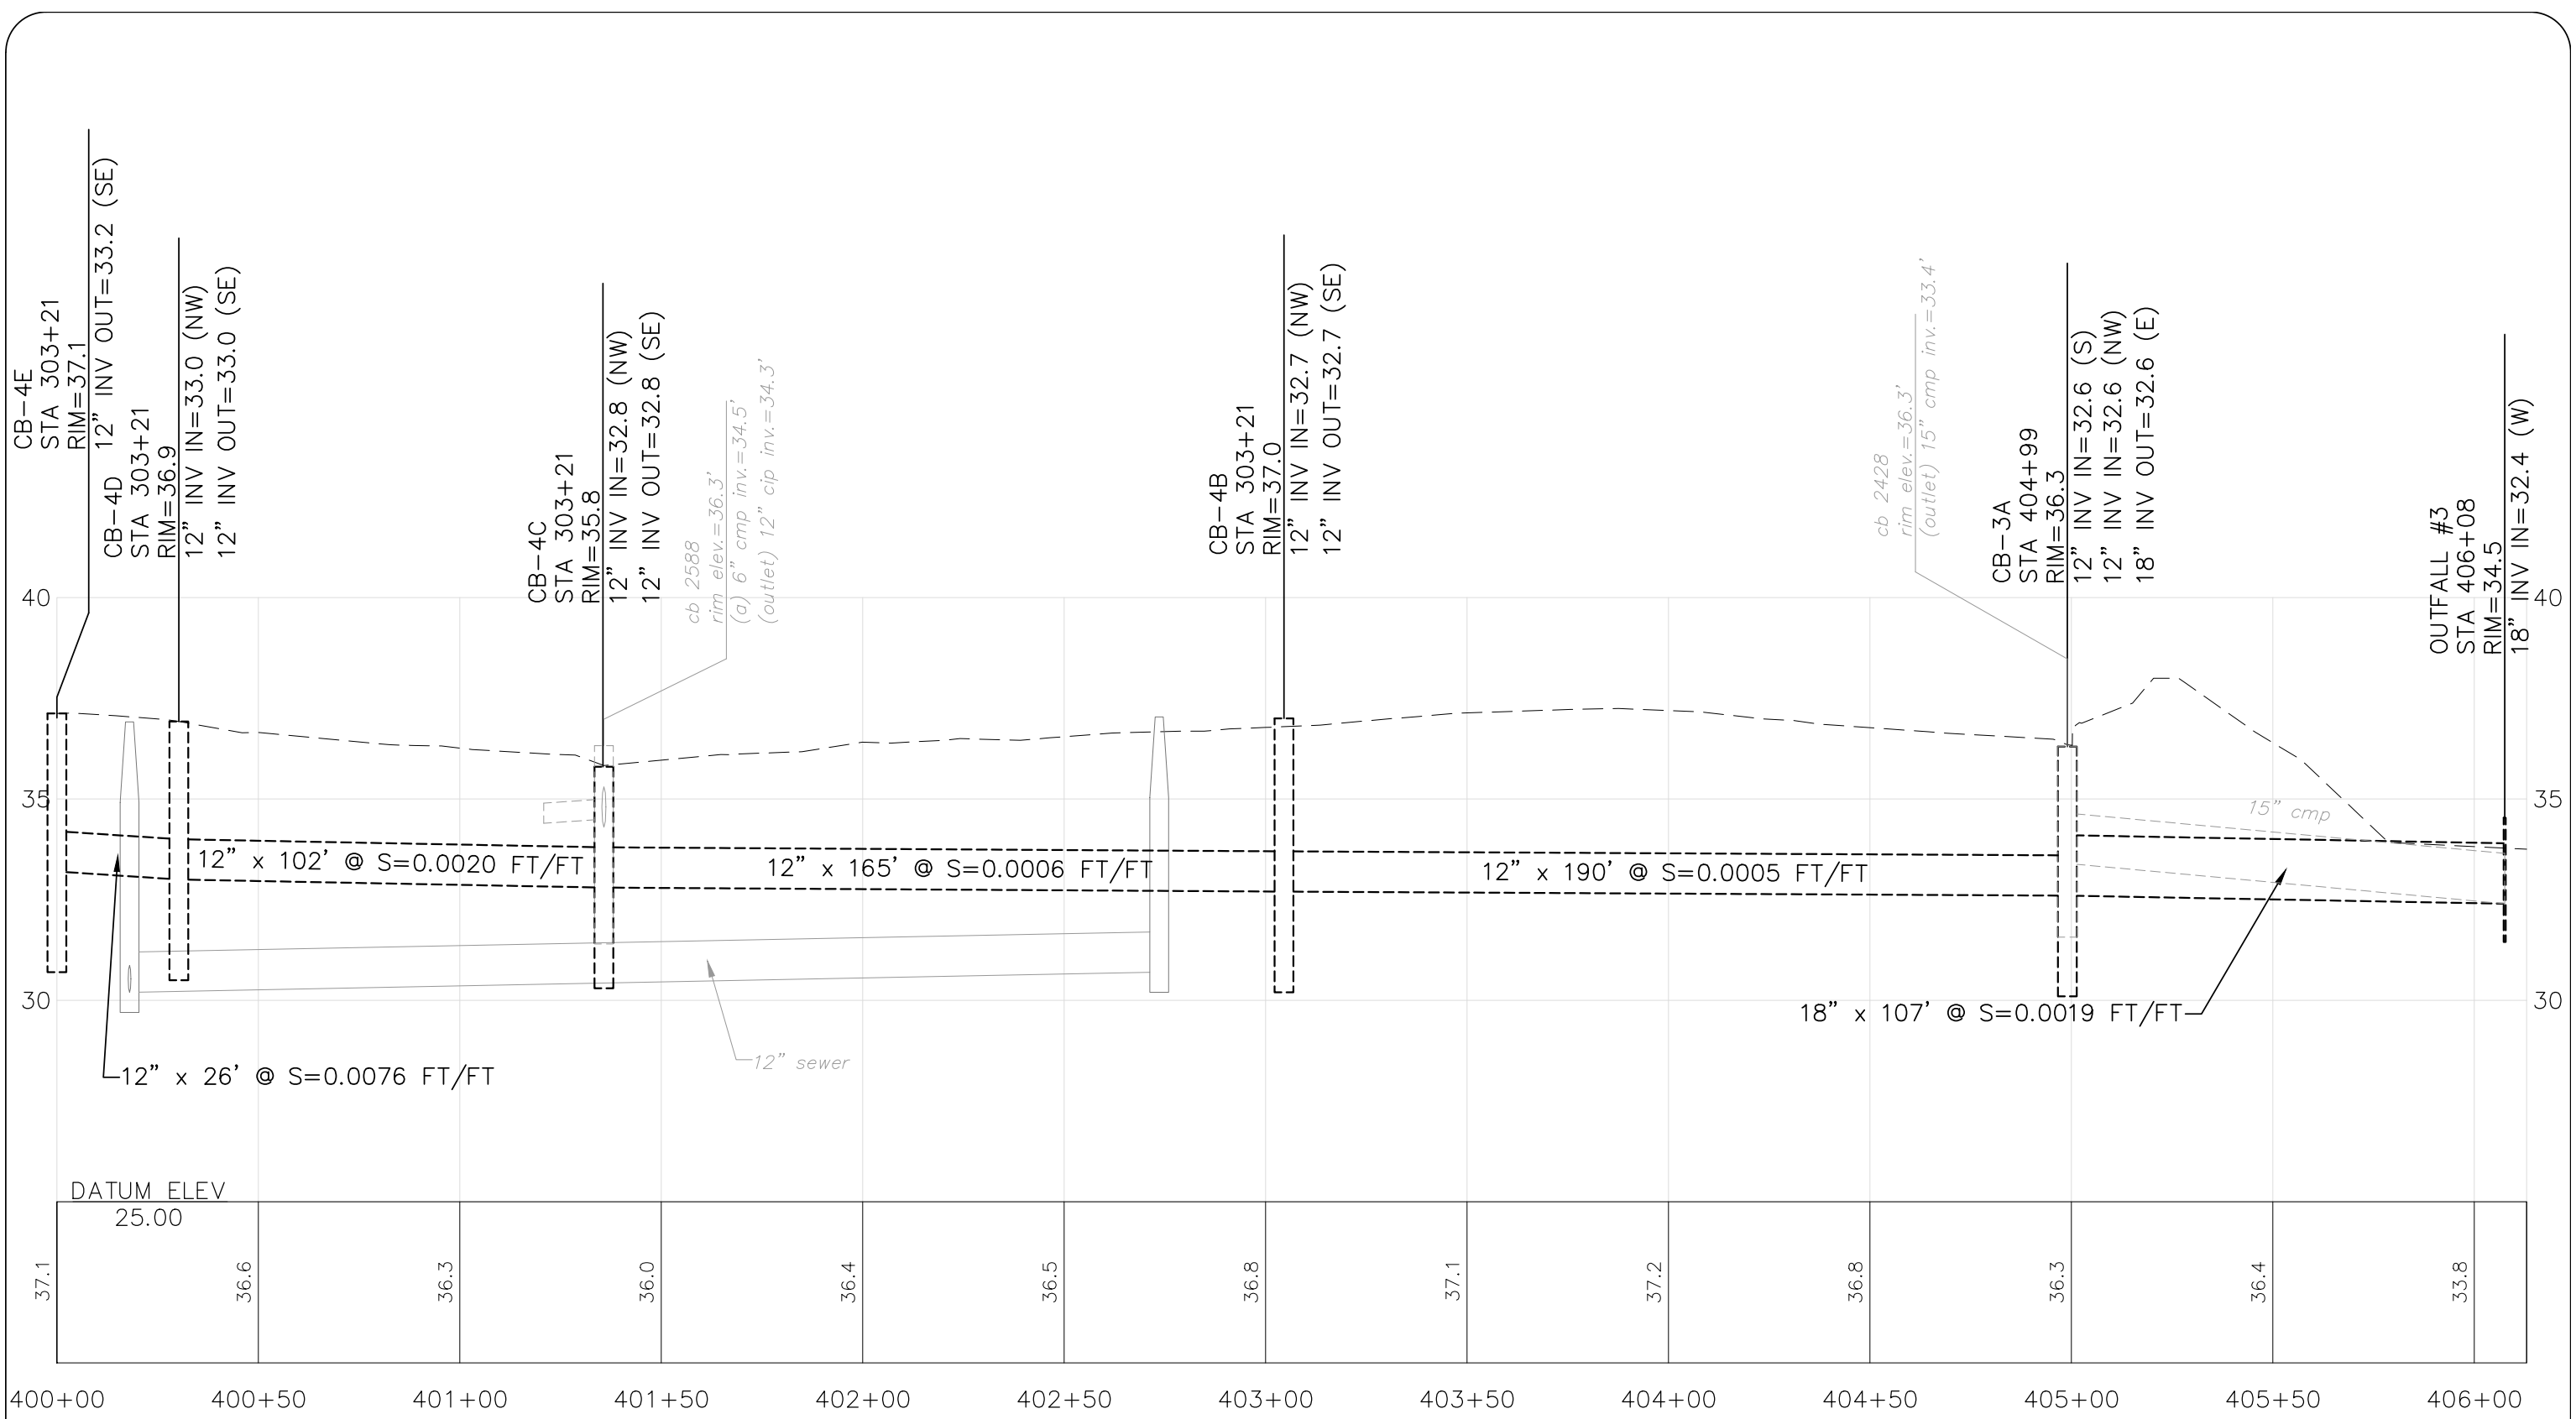 CB-4E
STA 303+21
RIM=37.1
12" INV OUT=33.2 (SE)
CB-4D
STA 303+21
RIM=36.9
12" INV IN=33.0 (NW)
12" INV OUT=33.0 (SE)
CB-4C
STA 303+21
RIM=35.8
12" INV IN=32.8 (NW)
12" INV OUT=32.8 (SE)
cb 2588
rim elev.=36.3'
(a) 6" cmp inv.=34.5'
(outlet) 12" cip inv.=34.3'
CB-4B
STA 303+21
RIM=37.0
12" INV IN=32.7 (NW)
12" INV OUT=32.7 (SE)
cb 2428
rim elev.=36.3'
(outlet) 15" cmp inv.=33.4'
CB-3A
STA 404+99
RIM=36.3
12" INV IN=32.6 (S)
12" INV IN=32.6 (NW)
18" INV OUT=32.6 (E)
OUTFALL #3
STA 406+08
RIM=34.5
18" INV IN=32.4 (W)
40
40
35
35
30
30
15" cmp
12" x 102' @ S=0.0020 FT/FT
12" x 165' @ S=0.0006 FT/FT
12" x 190' @ S=0.0005 FT/FT
18" x 107' @ S=0.0019 FT/FT
12" sewer
12" x 26' @ S=0.0076 FT/FT
DATUM ELEV
25.00
37.1
36.6
36.3
36.0
36.4
36.5
36.8
37.1
37.2
36.8
36.3
36.4
33.8
400+00
400+50
401+00
401+50
402+00
402+50
403+00
403+50
404+00
404+50
405+00
405+50
406+00